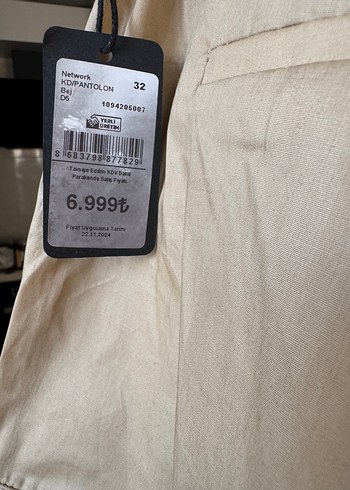 Network
32
KD/PANTOLON
Bej
D5
1094205007
YERLİ
ÜRETİM
8 683798 877829
Tavsiye Edilen KDV Dahil
Perakende Satış Fiyatı
6.999₺
Fiyat Uygulama Tarihi
22.11.2024